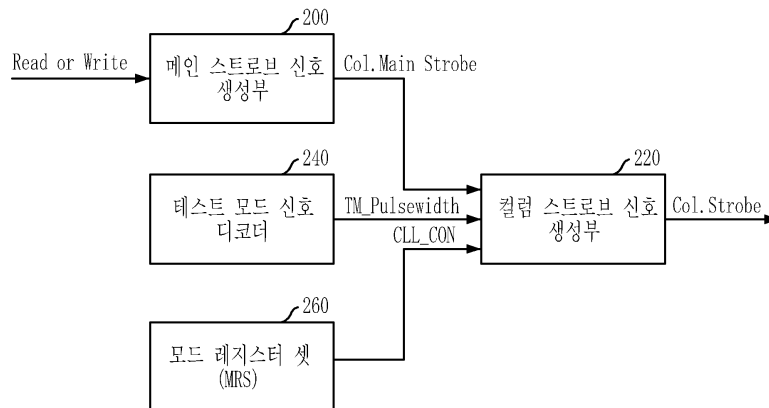 200
Read or Write
메인 스트로브 신호
생성부
Col.Main Strobe
240
테스트 모드 신호
디코더
TM_Pulsewidth
CLL_CON
220
컬럼 스트로브 신호
생성부
Col.Strobe
260
모드 레지스터 셋
(MRS)